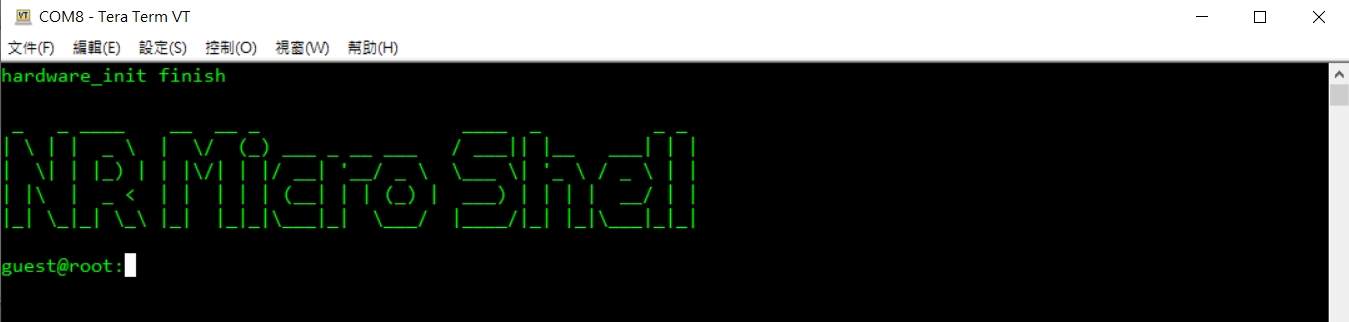 COM8 - Tera Term VT
文件(F) 編輯(E) 設定(S) 控制(O) 視窗(W) 幫助(H)
hardware_init finish
NR Micro Shell
guest@root: